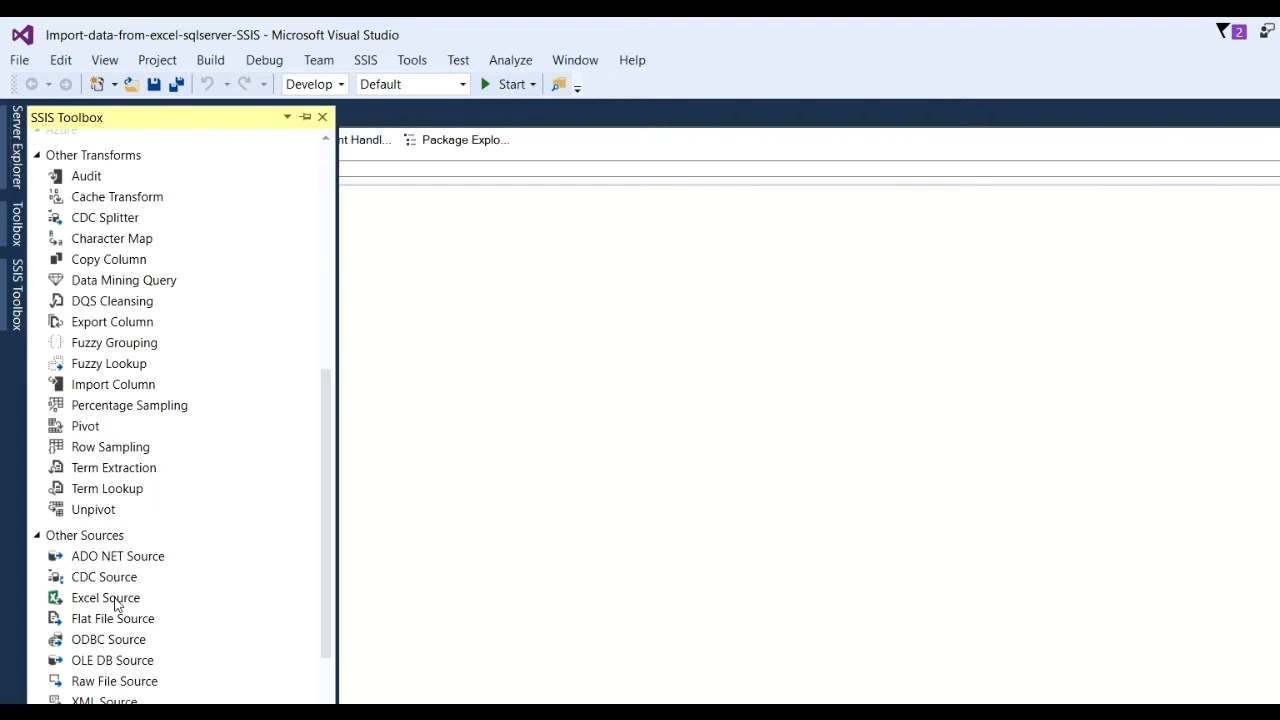 Import-data-from-excel-sqlserver-SSIS - Microsoft Visual Studio
2
File Edit View Project Build Debug Team SSIS Tools Test Analyze Window Help
Develop Default Start
Server Explorer
Toolbox
SSIS Toolbox
SSIS Toolbox
nt Handl... Package Explo...
Azure
Other Transforms
Audit
Cache Transform
CDC Splitter
Character Map
Copy Column
Data Mining Query
DQS Cleansing
Export Column
Fuzzy Grouping
Fuzzy Lookup
Import Column
Percentage Sampling
Pivot
Row Sampling
Term Extraction
Term Lookup
Unpivot
Other Sources
ADO NET Source
CDC Source
Excel Source
Flat File Source
ODBC Source
OLE DB Source
Raw File Source
XML Source